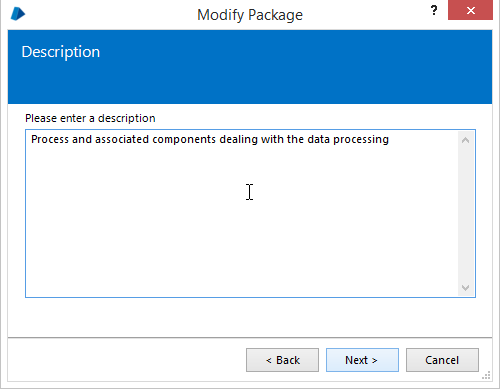 Modify Package
?
Description
Please enter a description
Process and associated components dealing with the data processing
< Back
Next >
Cancel